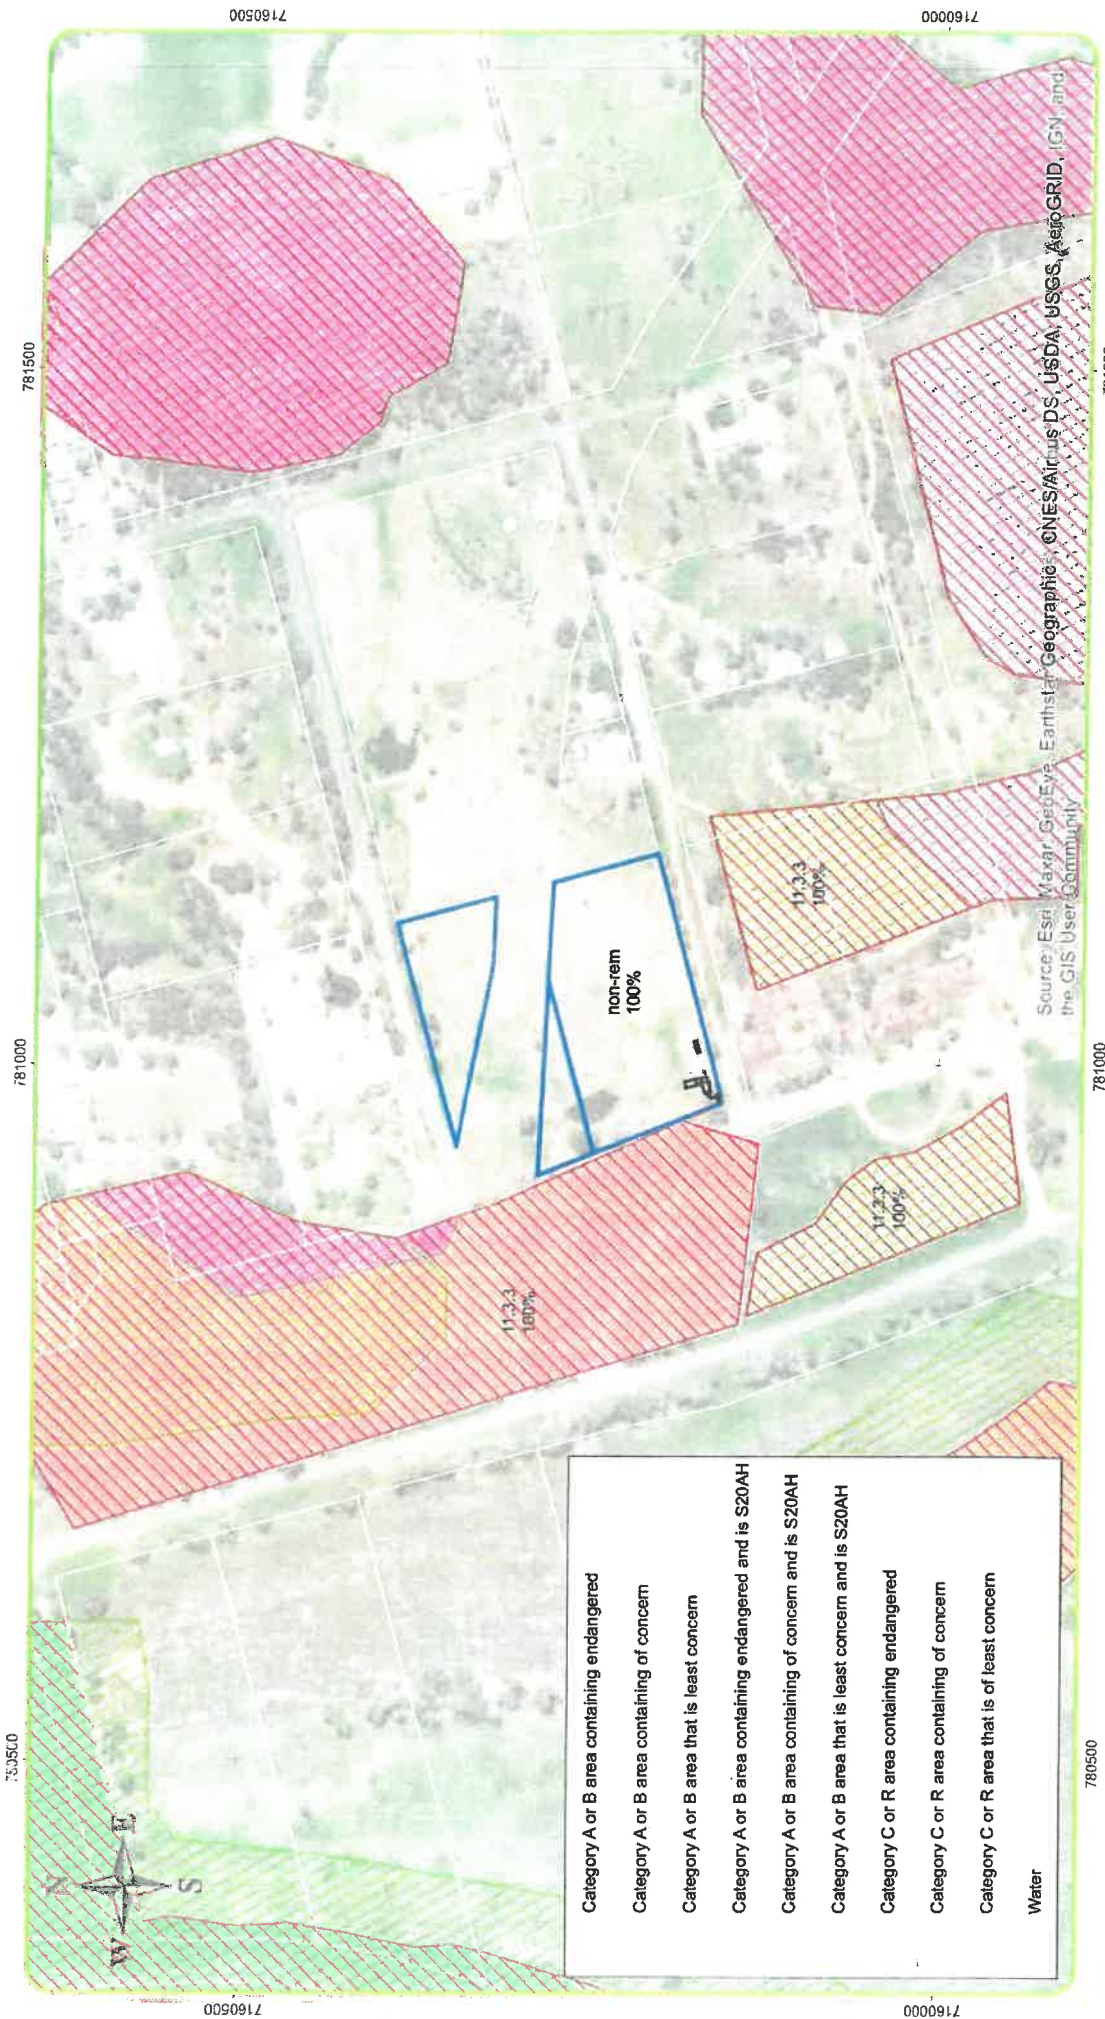 780500
781000
781500
7160500
7160500
N
W
E
S
11.3.3
100%
non-rem
100%
11.3.3
100%
11.3.3
100%
Category A or B area containing endangered
Category A or B area containing of concern
Category A or B area that is least concern
Category A or B area containing endangered and is S20AH
Category A or B area containing of concern and is S20AH
Category A or B area that is least concern and is S20AH
Category C or R area containing endangered
Category C or R area containing of concern
Category C or R area that is of least concern
Water
Source: Esri, Maxar, GeoEye, Earthstar Geographics, CNES/Airbus DS, USDA, USGS, AeroGRID, IGN, and
the GIS User Community
7160000
7160000
780500
781000